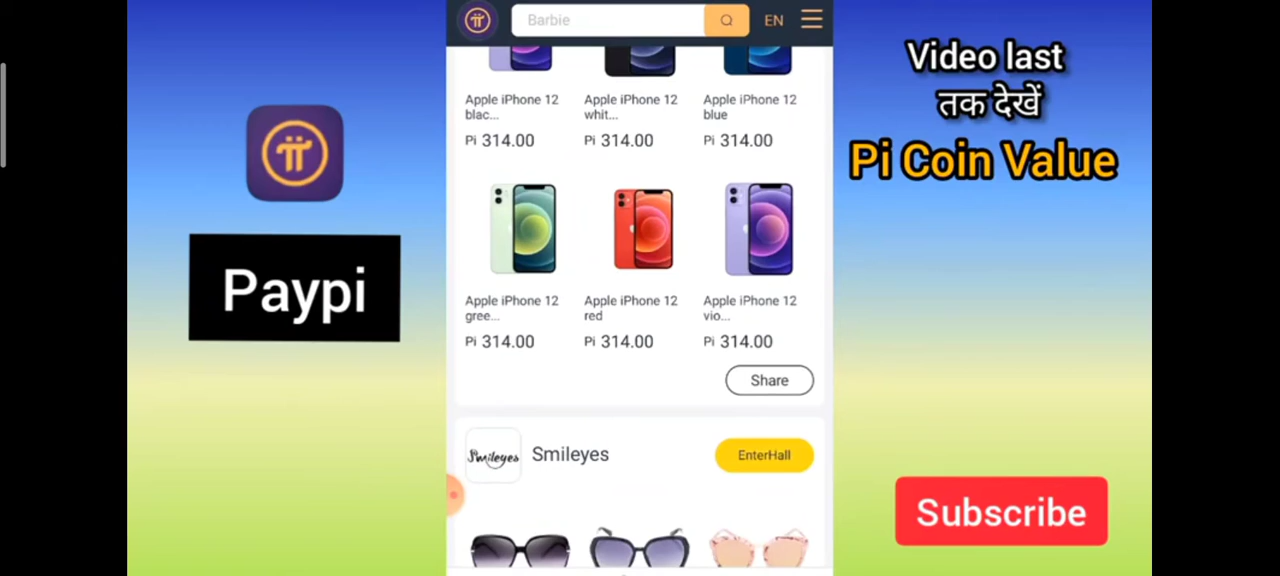 Barbie
EN
Apple iPhone 12 blac...
Apple iPhone 12 whit...
Apple iPhone 12 blue
Pi 314.00
Pi 314.00
Pi 314.00
Apple iPhone 12 gree...
Apple iPhone 12 red
Apple iPhone 12 vio...
Pi 314.00
Pi 314.00
Pi 314.00
Share
Smileyes
Smileyes
EnterHall
Paypi
Video last
तक देखें
Pi Coin Value
Subscribe